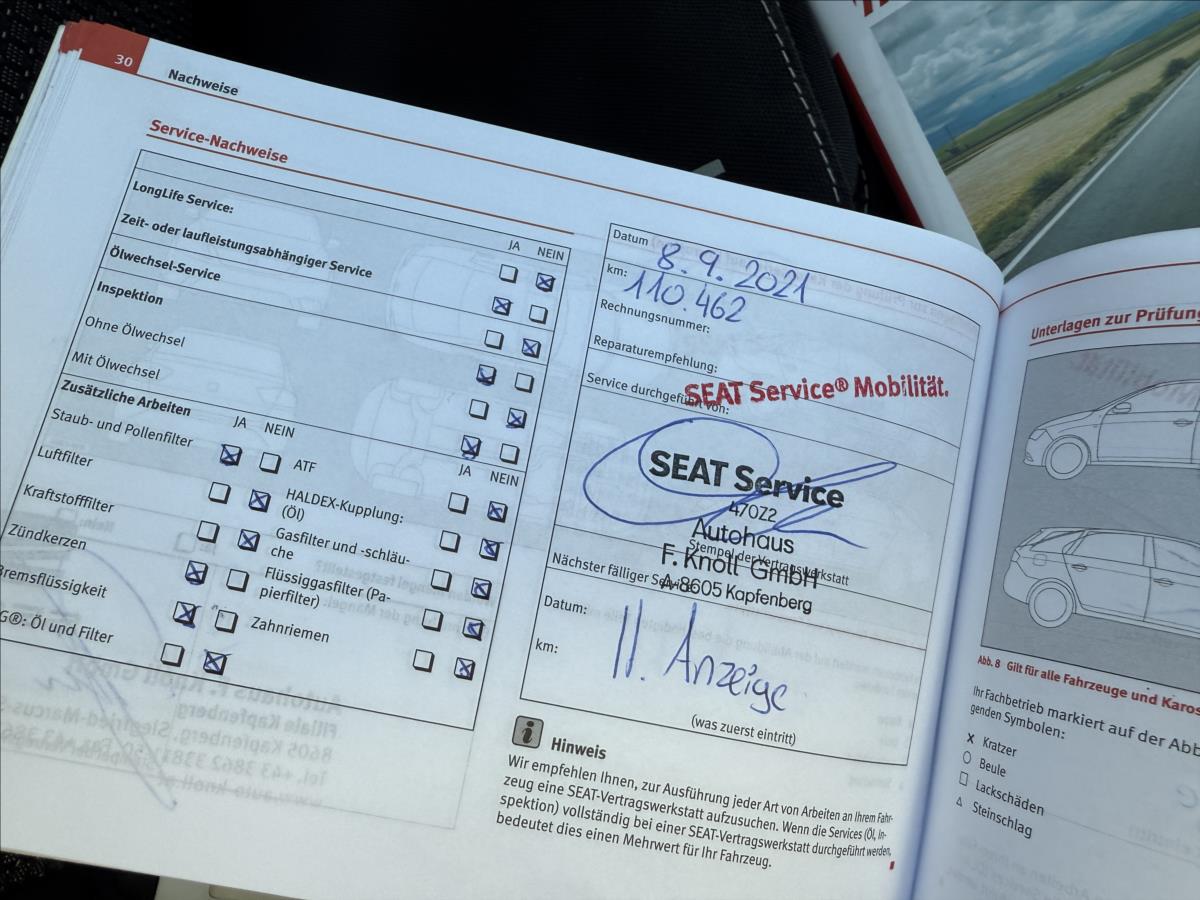 30
Nachweise
Service-Nachweise
LongLife Service:
JA NEIN
Zeit- oder laufleistungsabhängiger Service
Ölwechsel-Service
Inspektion
Ohne Ölwechsel
Mit Ölwechsel
Zusätzliche Arbeiten
JA NEIN
JA NEIN
Staub- und Pollenfilter
ATF
Luftfilter
HALDEX-Kupplung:
(Öl)
Kraftstofffilter
Gasfilter und -schläu-
che
Zündkerzen
Flüssiggasfilter (Pa-
pierfilter)
Bremsflüssigkeit
Zahnriemen
G®: Öl und Filter
Datum 8.9.2021
km: 110.462
Rechnungsnummer:
Reparaturempfehlung:
SEAT Service® Mobilität.
Service durchgeführt von:
SEAT Service
470Z2
Autohaus
Stempel der Vertragswerkstatt
F. Knoll GmbH
A-8605 Kapfenberg
Nächster fälliger Service
Datum:
km:
lt. Anzeige
(was zuerst eintritt)
Hinweis
Wir empfehlen Ihnen, zur Ausführung jeder Art von Arbeiten an Ihrem Fahr-
zeug eine SEAT-Vertragswerkstatt aufzusuchen. Wenn die Services (Öl, In-
spektion) vollständig bei einer SEAT-Vertragswerkstatt durchgeführt werden,
bedeutet dies einen Mehrwert für Ihr Fahrzeug.
Unterlagen zur Prüfung
Abb. 8 Gilt für alle Fahrzeuge und Karos
Ihr Fachbetrieb markiert auf der Abb
genden Symbolen:
x Kratzer
○ Beule
□ Lackschäden
△ Steinschlag